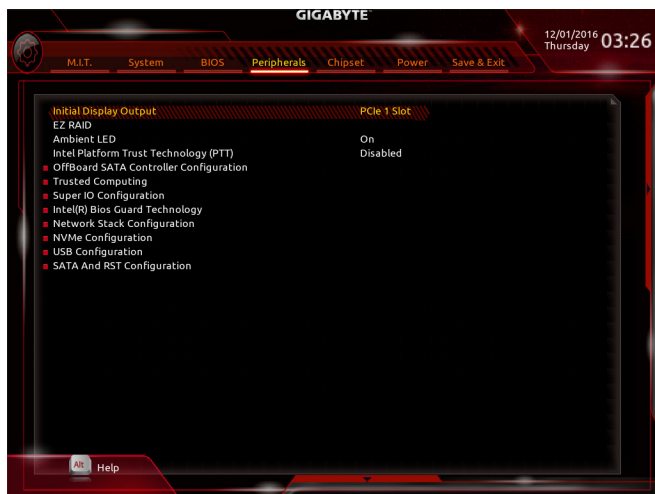 GIGABYTE™
12/01/2016
Thursday 03:26
M.I.T. System BIOS Peripherals Chipset Power Save & Exit
Initial Display Output PCIe 1 Slot
EZ RAID
Ambient LED On
Intel Platform Trust Technology (PTT) Disabled
OffBoard SATA Controller Configuration
Trusted Computing
Super IO Configuration
Intel(R) Bios Guard Technology
Network Stack Configuration
NVMe Configuration
USB Configuration
SATA And RST Configuration
Alt Help